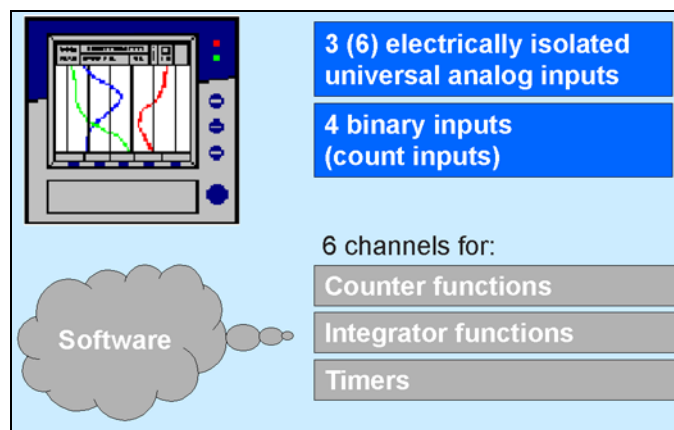 3 (6) electrically isolated
universal analog inputs
4 binary inputs
(count inputs)
6 channels for:
Counter functions
Software
Integrator functions
Timers